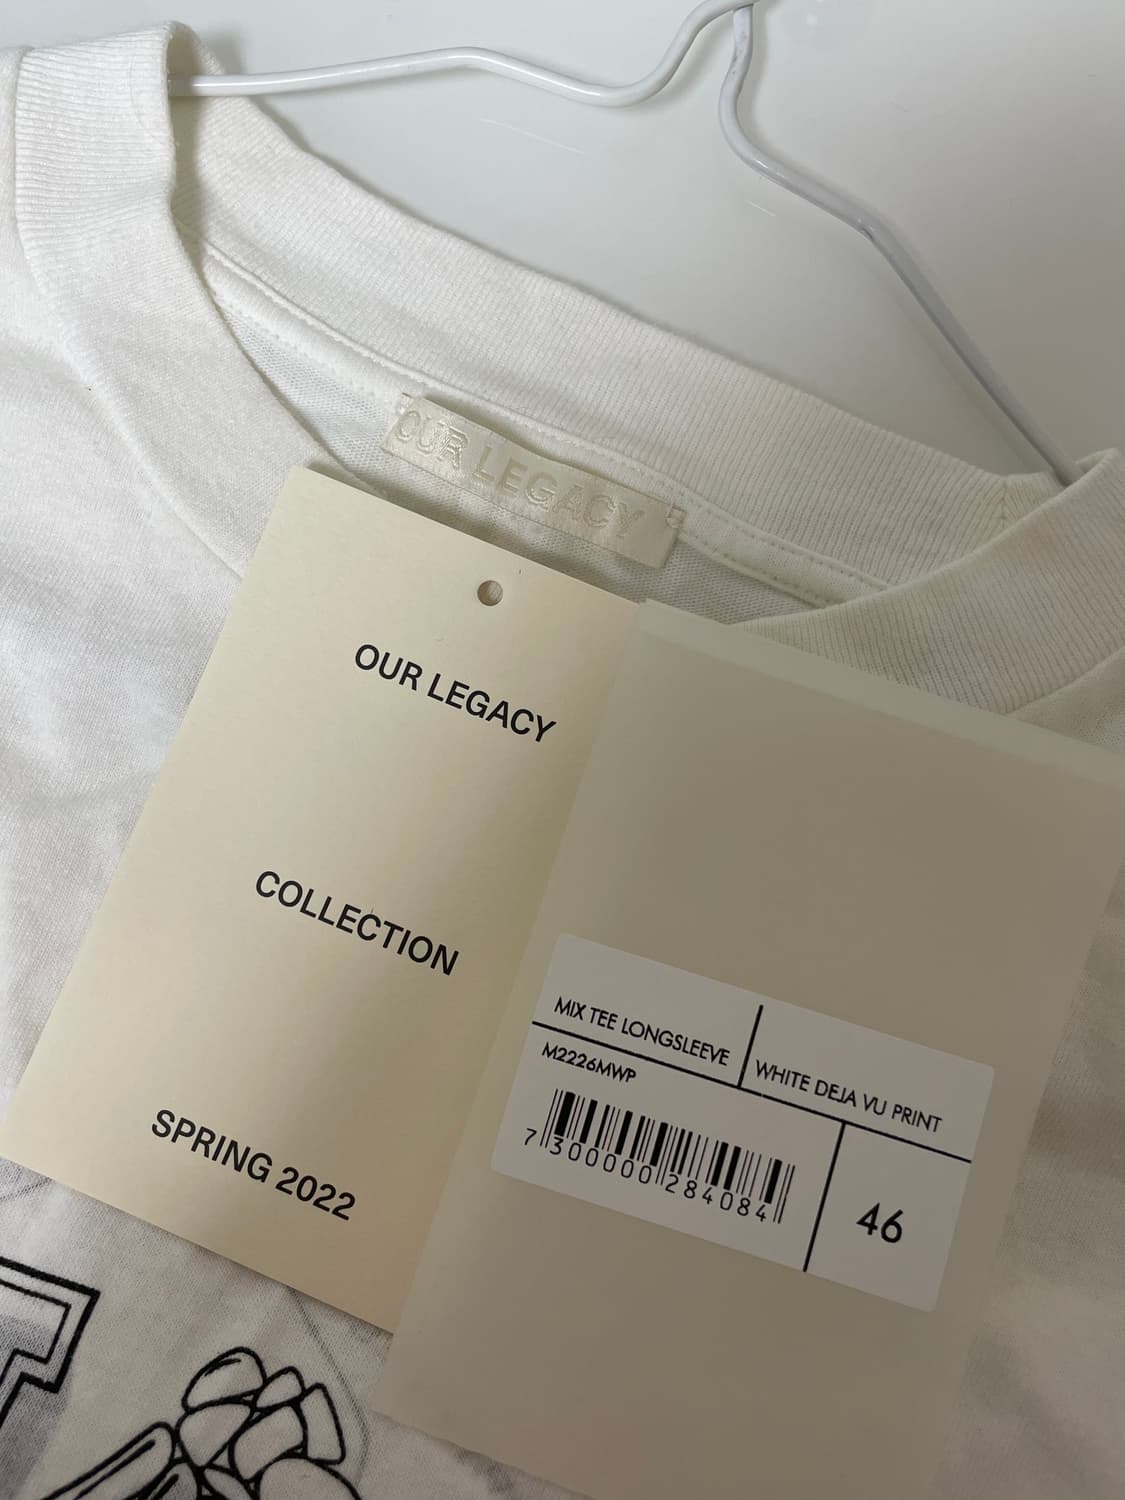 OUR LEGACY
OUR LEGACY
COLLECTION
SPRING 2022
MIX TEE LONGSLEEVE
WHITE DEJA VU PRINT
M2226MWP
7 300000 284084
46